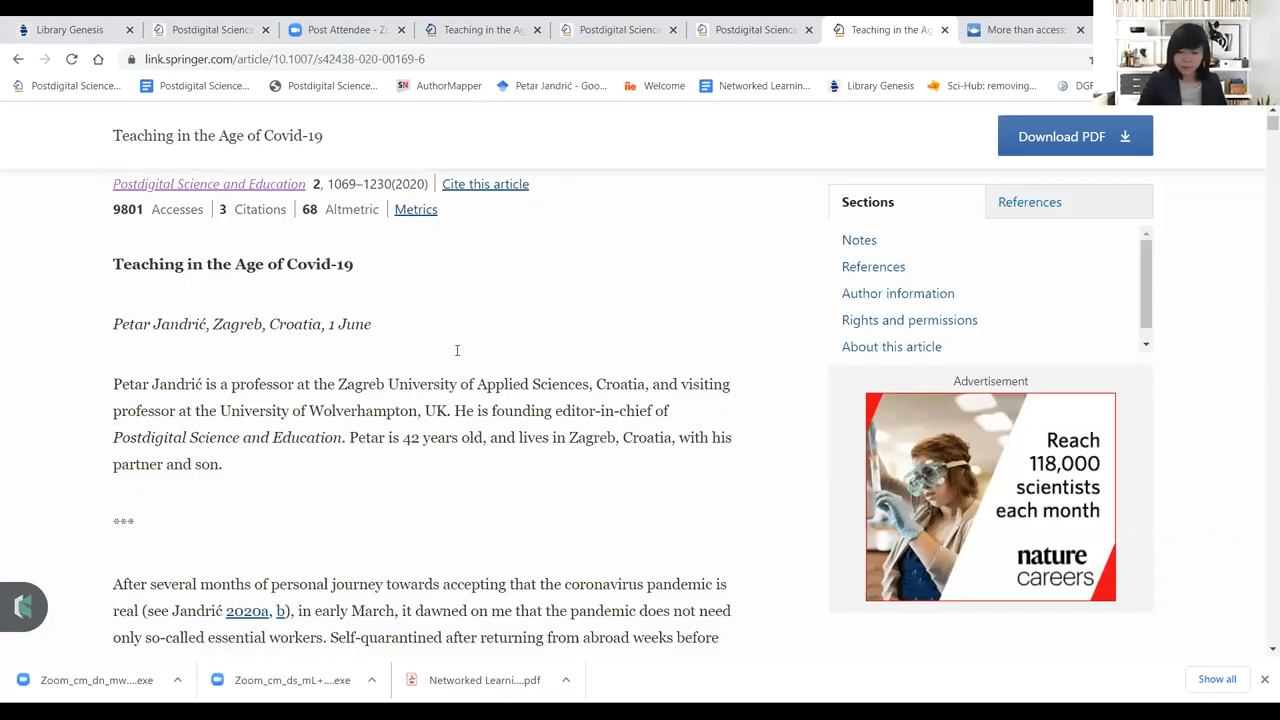 Library Genesis
Postdigital Science
Post Attendee - Zo
Teaching in the
Postdigital Science
Postdigital Science
Teaching in the Ag
More than access:
link.springer.com/article/10.1007/s42438-020-00169-6
Postdigital Science...
Postdigital Science...
Postdigital Science...
AuthorMapper
Petar Jandrić - Goo...
Welcome
Networked Learnin...
Library Genesis
Sci-Hub: removing...
DGF
Teaching in the Age of Covid-19
Download PDF
Postdigital Science and Education 2, 1069–1230(2020) Cite this article
9801 Accesses 3 Citations 68 Altmetric Metrics
Teaching in the Age of Covid-19
Petar Jandrić, Zagreb, Croatia, 1 June
Petar Jandrić is a professor at the Zagreb University of Applied Sciences, Croatia, and visiting
professor at the University of Wolverhampton, UK. He is founding editor-in-chief of
Postdigital Science and Education. Petar is 42 years old, and lives in Zagreb, Croatia, with his
partner and son.
***
After several months of personal journey towards accepting that the coronavirus pandemic is
real (see Jandrić 2020a, b), in early March, it dawned on me that the pandemic does not need
only so-called essential workers. Self-quarantined after returning from abroad weeks before
Sections
References
Notes
References
Author information
Rights and permissions
About this article
Advertisement
Reach
118,000
scientists
each month
nature
careers
Zoom_cm_dn_mw....exe
Zoom_cm_ds_mL+....exe
Networked Learni....pdf
Show all